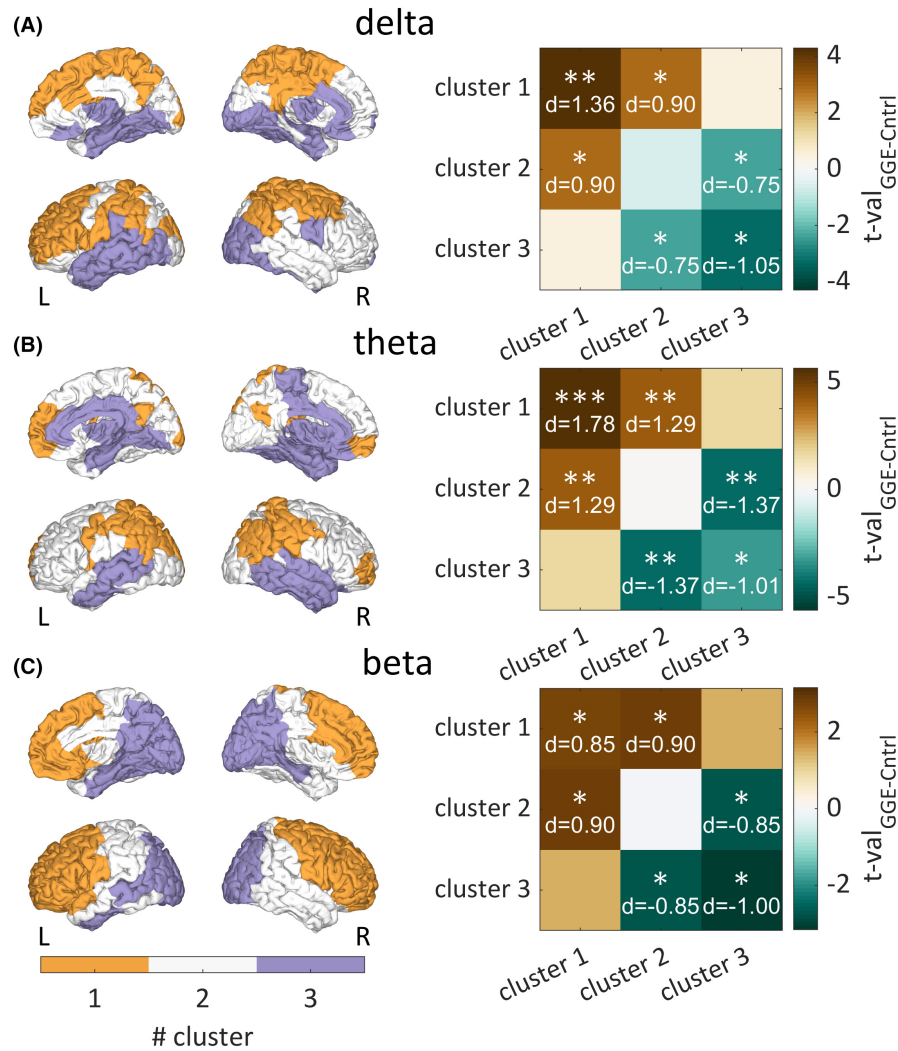 (A)
delta
L
R
cluster 1
cluster 2
cluster 3
**
d=1.36
*
d=0.90
*
d=0.90
*
d=-0.75
*
d=-0.75
*
d=-1.05
cluster 1
cluster 2
cluster 3
4
2
0
-2
-4
t-val GGE-Cntrl
(B)
theta
L
R
cluster 1
cluster 2
cluster 3
***
d=1.78
**
d=1.29
**
d=1.29
**
d=-1.37
**
d=-1.37
*
d=-1.01
cluster 1
cluster 2
cluster 3
5
0
-5
t-val GGE-Cntrl
(C)
beta
L
R
cluster 1
cluster 2
cluster 3
*
d=0.85
*
d=0.90
*
d=0.90
*
d=-0.85
*
d=-0.85
*
d=-1.00
cluster 1
cluster 2
cluster 3
2
0
-2
t-val GGE-Cntrl
1
2
3
# cluster